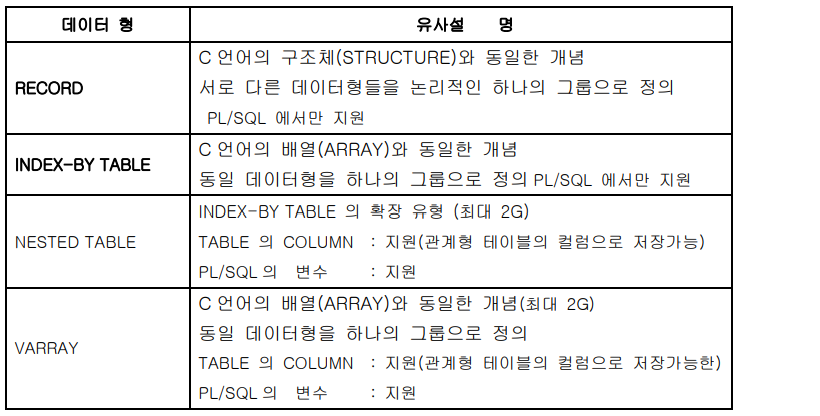 데이터 형 유사설 명
RECORD
C 언어의 구조체(STRUCTURE)와 동일한 개념
서로 다른 데이터형들을 논리적인 하나의 그룹으로 정의
PL/SQL 에서만 지원
INDEX-BY TABLE
C 언어의 배열(ARRAY)와 동일한 개념
동일 데이터형을 하나의 그룹으로 정의 PL/SQL 에서만 지원
NESTED TABLE
INDEX-BY TABLE 의 확장 유형 (최대 2G)
TABLE 의 COLUMN : 지원(관계형 테이블의 컬럼으로 저장가능)
PL/SQL 의 변수 : 지원
VARRAY
C 언어의 배열(ARRAY)와 동일한 개념(최대 2G)
동일 데이터형을 하나의 그룹으로 정의
TABLE 의 COLUMN : 지원(관계형 테이블의 컬럼으로 저장가능한)
PL/SQL 의 변수 : 지원